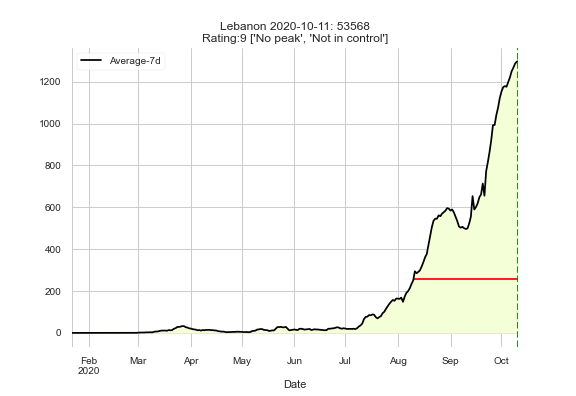 Lebanon 2020-10-11: 53568
Rating:9 ['No peak', 'Not in control']
Average-7d
1200
1000
800
600
400
200
0
Feb Mar Apr May Jun Jul Aug Sep Oct
2020
Date